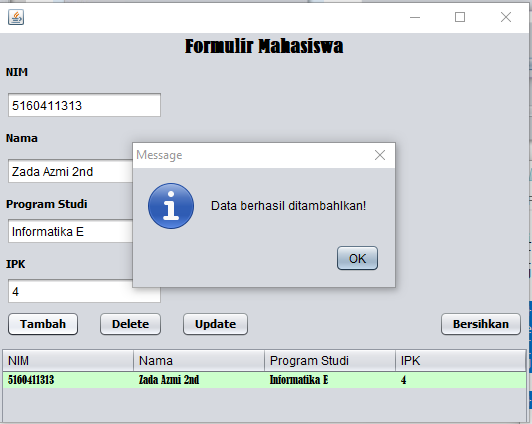 Formulir Mahasiswa
NIM
5160411313
Nama
Zada Azmi 2nd
Program Studi
Informatika E
IPK
4
Message
Data berhasil ditambahlkan!
OK
Tambah Delete Update Bersihkan
NIM Nama Program Studi IPK
5160411313 Zada Azmi 2nd Informatika E 4